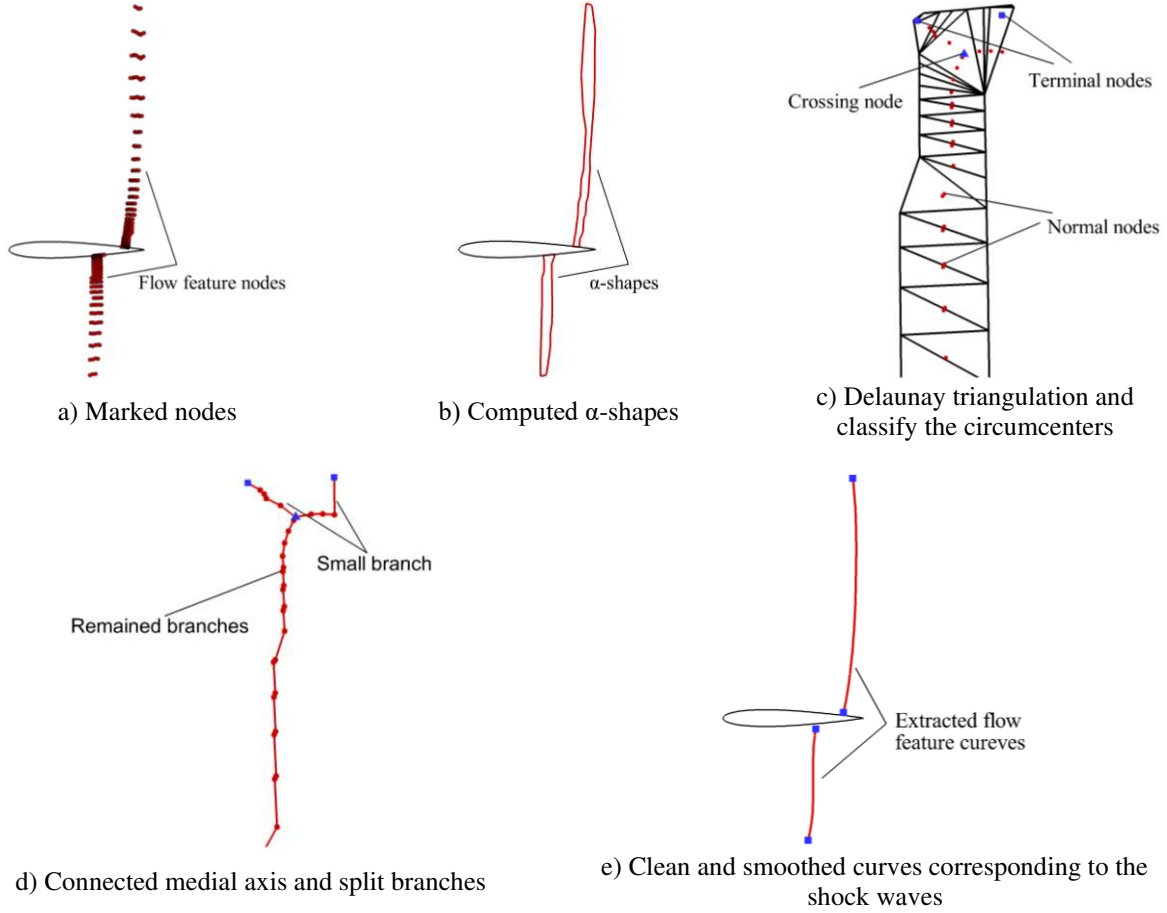 Flow feature nodes
a) Marked nodes
α-shapes
b) Computed α-shapes
Terminal nodes
Crossing node
Normal nodes
c) Delaunay triangulation and
classify the circumcenters
Small branch
Remained branches
d) Connected medial axis and split branches
Extracted flow
feature cureves
e) Clean and smoothed curves corresponding to the
shock waves